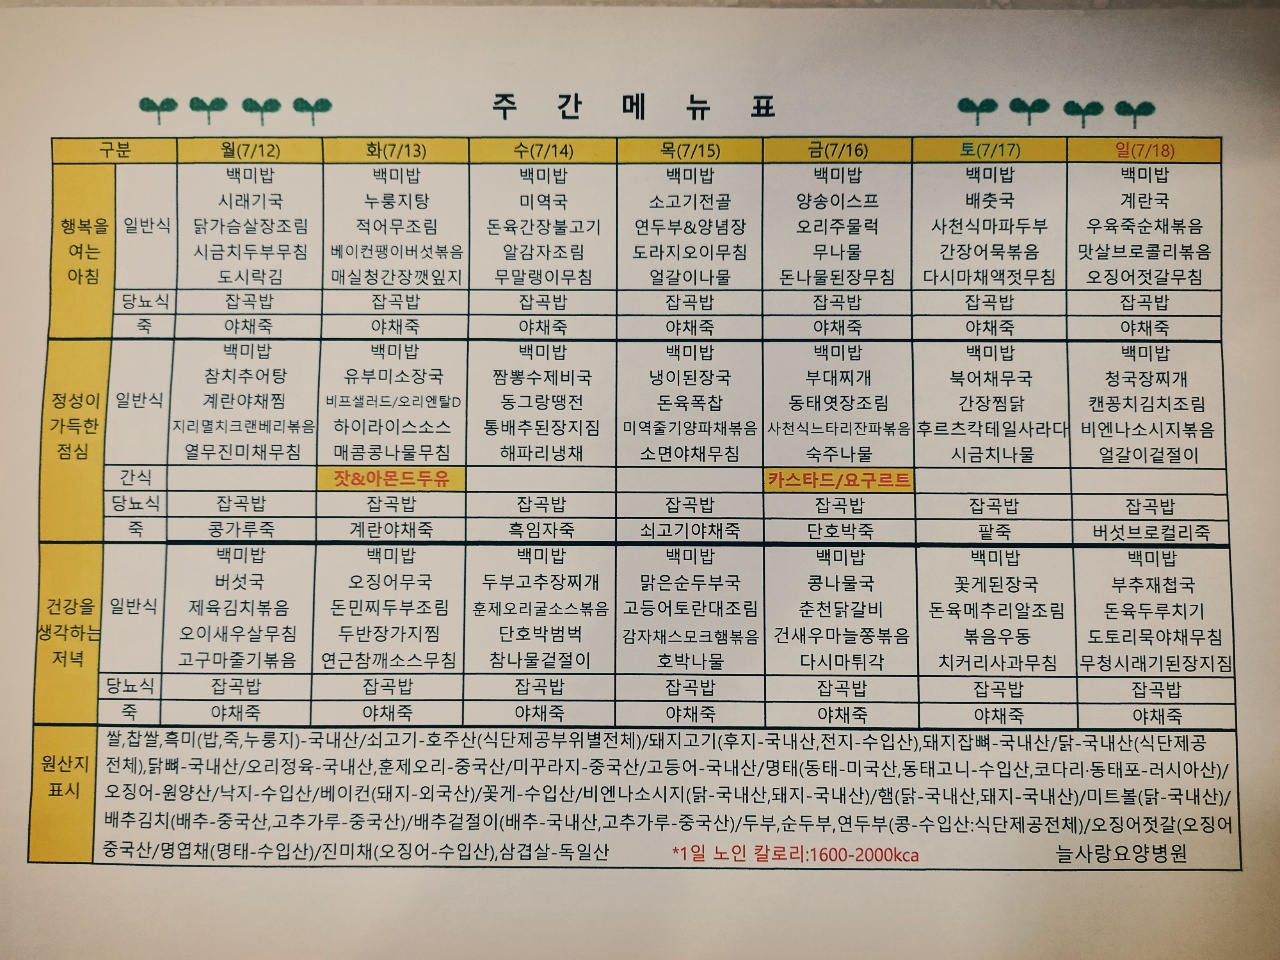 주 간 메 뉴 표
구분 월(7/12) 화(7/13) 수(7/14) 목(7/15) 금(7/16) 토(7/17) 일(7/18)
행복을 여는 아침
일반식
백미밥 백미밥 백미밥 백미밥 백미밥 백미밥 백미밥
시래기국 누룽지탕 미역국 소고기전골 양송이스프 배춧국 계란국
닭가슴살장조림 적어무조림 돈육간장불고기 연두부&양념장 오리주물럭 사천식마파두부 우육죽순채볶음
시금치두부무침 베이컨팽이버섯볶음 알감자조림 도라지오이무침 무나물 간장어묵볶음 맛살브로콜리볶음
도시락김 매실청간장깻잎지 무말랭이무침 얼갈이나물 돈나물된장무침 다시마채액젓무침 오징어젓갈무침
당뇨식 잡곡밥 잡곡밥 잡곡밥 잡곡밥 잡곡밥 잡곡밥 잡곡밥
죽 야채죽 야채죽 야채죽 야채죽 야채죽 야채죽 야채죽
정성이 가득한 점심
일반식
백미밥 백미밥 백미밥 백미밥 백미밥 백미밥 백미밥
참치추어탕 유부미소장국 짬뽕수제비국 냉이된장국 부대찌개 북어채무국 청국장찌개
계란야채찜 비프샐러드/오리엔탈D 동그랑땡전 돈육폭찹 동태엿장조림 간장찜닭 캔꽁치김치조림
지리멸치크랜베리볶음 하이라이스소스 통배추된장지짐 미역줄기양파채볶음 사천식느타리잔파볶음 후르츠칵테일사라다 비엔나소시지볶음
열무진미채무침 매콤콩나물무침 해파리냉채 소면야채무침 숙주나물 시금치나물 얼갈이겉절이
간식 잣&아몬드두유 카스타드/요구르트
당뇨식 잡곡밥 잡곡밥 잡곡밥 잡곡밥 잡곡밥 잡곡밥 잡곡밥
죽 콩가루죽 계란야채죽 흑임자죽 쇠고기야채죽 단호박죽 팥죽 버섯브로컬리죽
건강을 생각하는 저녁
일반식
백미밥 백미밥 백미밥 백미밥 백미밥 백미밥 백미밥
버섯국 오징어무국 두부고추장찌개 맑은순두부국 콩나물국 꽃게된장국 부추재첩국
제육김치볶음 돈민찌두부조림 훈제오리굴소스볶음 고등어토란대조림 춘천닭갈비 돈육메추리알조림 돈육두루치기
오이새우살무침 두반장가지찜 단호박범벅 감자채스모크햄볶음 건새우마늘쫑볶음 볶음우동 도토리묵야채무침
고구마줄기볶음 연근참깨소스무침 참나물겉절이 호박나물 다시마튀각 치커리사과무침 무청시래기된장지짐
당뇨식 잡곡밥 잡곡밥 잡곡밥 잡곡밥 잡곡밥 잡곡밥 잡곡밥
죽 야채죽 야채죽 야채죽 야채죽 야채죽 야채죽 야채죽
원산지 표시
쌀,찹쌀,흑미(밥,죽,누룽지)-국내산/쇠고기-호주산(식단제공부위별전체)/돼지고기(후지-국내산,전지-수입산),돼지잡뼈-국내산/닭-국내산(식단제공
전체),닭뼈-국내산/오리정육-국내산,훈제오리-중국산/미꾸라지-중국산/고등어-국내산/명태(동태-미국산,동태고니-수입산,코다리·동태포-러시아산)/
오징어-원양산/낙지-수입산/베이컨(돼지-외국산)/꽃게-수입산/비엔나소시지(닭-국내산,돼지-국내산)/햄(닭-국내산,돼지-국내산)/미트볼(닭-국내산)/
배추김치(배추-중국산,고추가루-중국산)/배추겉절이(배추-국내산,고추가루-중국산)/두부,순두부,연두부(콩-수입산:식단제공전체)/오징어젓갈(오징어
중국산/명엽채(명태-수입산)/진미채(오징어-수입산),삼겹살-독일산 *1일 노인 칼로리:1600-2000kca 늘사랑요양병원